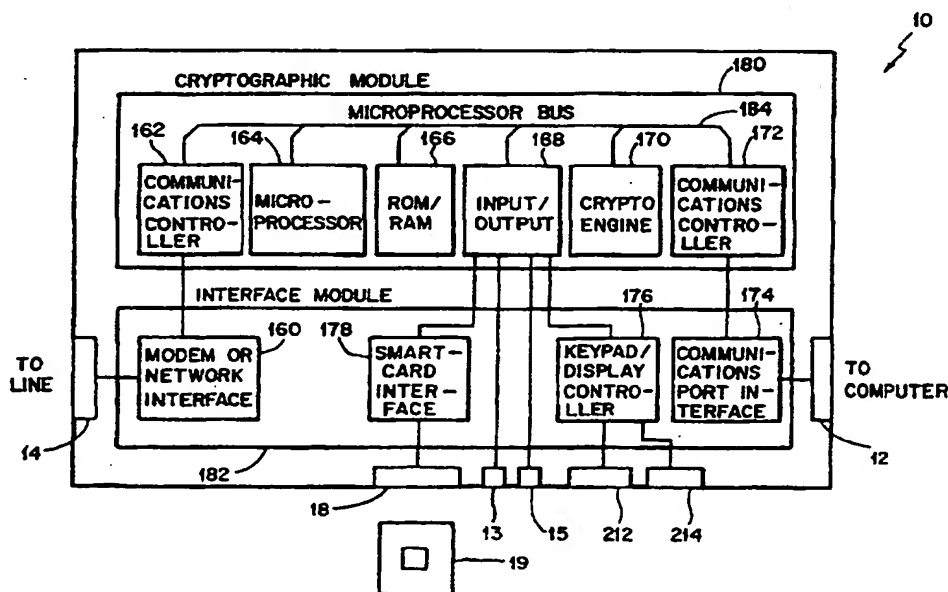 10
CRYPTOGRAPHIC MODULE
180
MICROPROCESSOR BUS
184
162
164
166
168
170
172
COMMUNI-
CATIONS
CONTRO-
LLER
MICRO-
PROCESSOR
ROM/
RAM
INPUT/
OUTPUT
CRYPTO
ENGINE
COMMUNI-
CATIONS
CONTRO-
LLER
INTERFACE MODULE
160
178
176
174
TO
LINE
MODEM OR
NETWORK
INTERFACE
SMART-
CARD
INTER-
FACE
KEYPAD/
DISPLAY
CONTRO-
LLER
COMMUNI-
CATIONS
PORT IN-
TERFACE
TO
COMPUTER
14
182
18
13
15
212
214
12
19